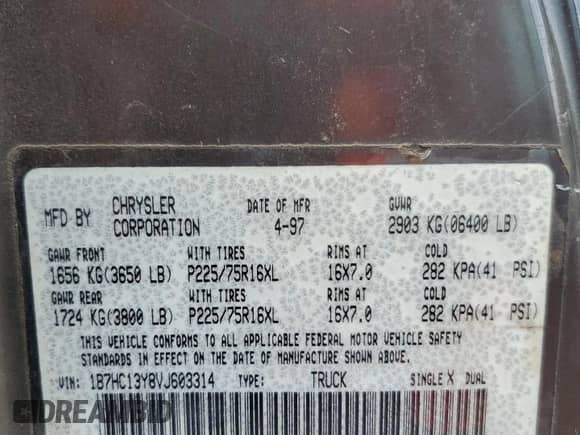 MFD BY CHRYSLER CORPORATION DATE OF MFR 4-97 GVWR 2903 KG(06400 LB)
GAWR FRONT WITH TIRES RIMS AT COLD
1656 KG(3650 LB) P225/75R16XL 16X7.0 282 KPA(41 PSI)
GAWR REAR WITH TIRES RIMS AT COLD
1724 KG(3800 LB) P225/75R16XL 16X7.0 282 KPA(41 PSI)
THIS VEHICLE CONFORMS TO ALL APPLICABLE FEDERAL MOTOR VEHICLE SAFETY
STANDARDS IN EFFECT ON THE DATE OF MANUFACTURE SHOWN ABOVE.
VIN: 1B7HC13Y8VJ603314 TYPE: TRUCK SINGLE X DUAL
DREAMBID